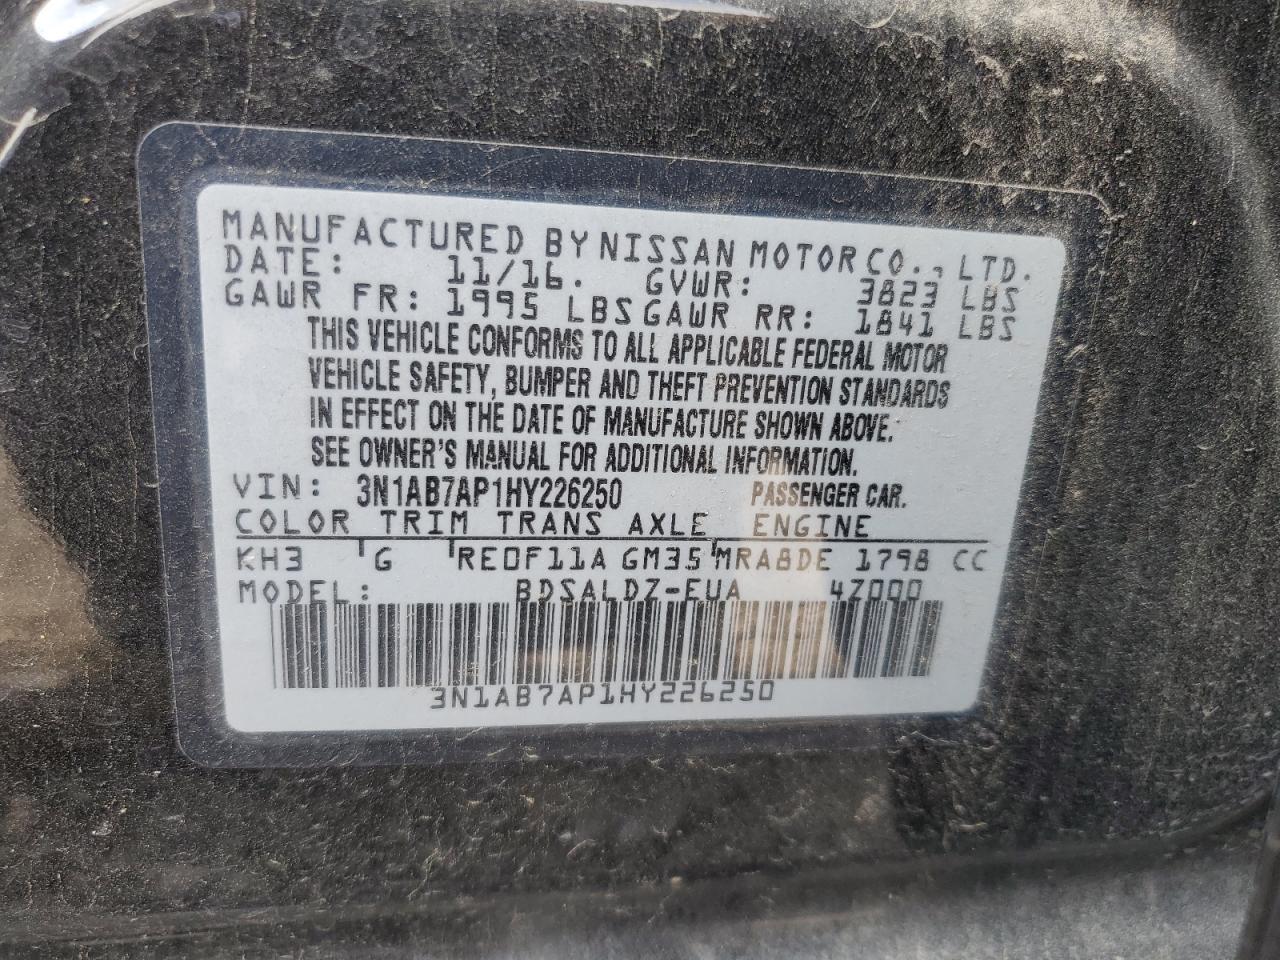 MANUFACTURED BY NISSAN MOTOR CO., LTD.
DATE: 11/16. GVWR: 3823 LBS
GAWR FR: 1995 LBS GAWR RR: 1841 LBS
THIS VEHICLE CONFORMS TO ALL APPLICABLE FEDERAL MOTOR
VEHICLE SAFETY, BUMPER AND THEFT PREVENTION STANDARDS
IN EFFECT ON THE DATE OF MANUFACTURE SHOWN ABOVE.
SEE OWNER'S MANUAL FOR ADDITIONAL INFORMATION.
VIN: 3N1AB7AP1HY226250 PASSENGER CAR.
COLOR TRIM TRANS AXLE ENGINE
KH3 G RE0F11A GM35 MRA8DE 1798 CC
MODEL: BDSALDZ-EUA 4Z000
3N1AB7AP1HY226250